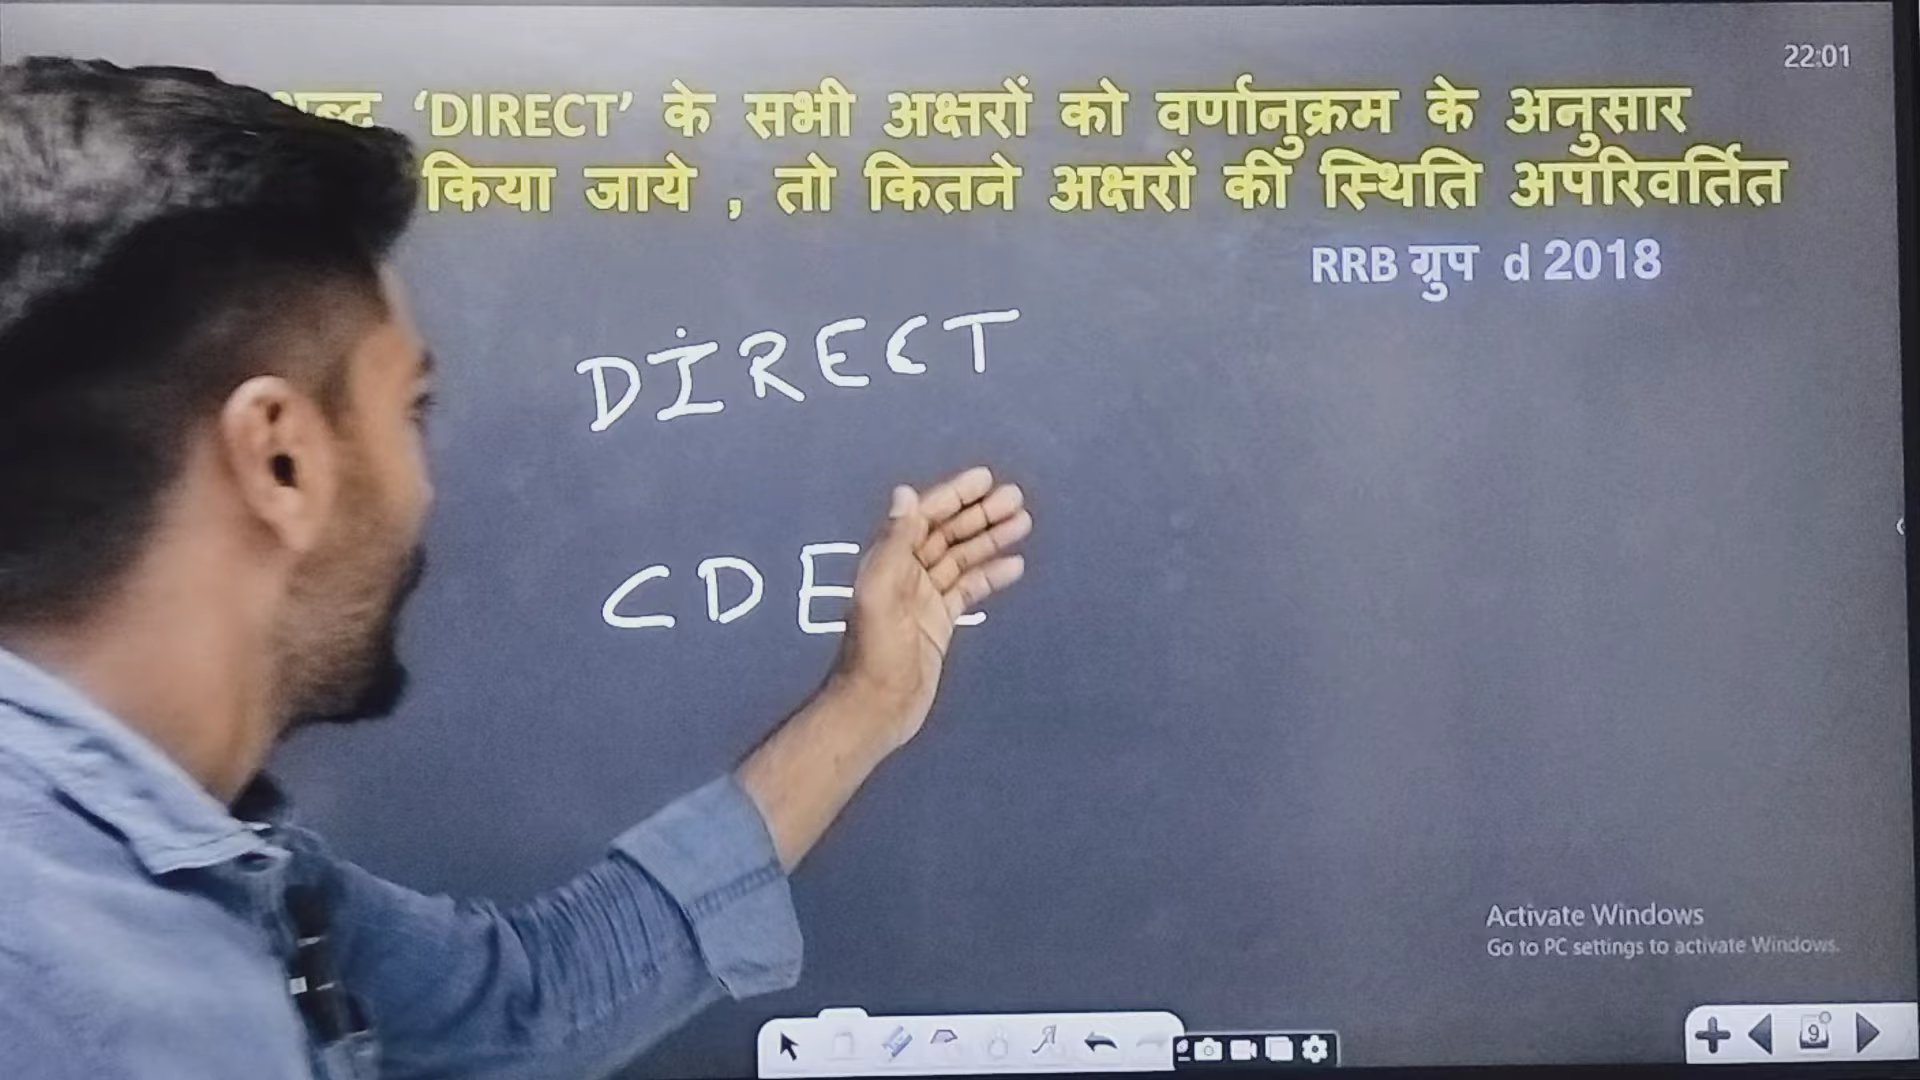 22:01
शब्द ‘DIRECT’ के सभी अक्षरों को वर्णानुक्रम के अनुसार
किया जाये , तो कितने अक्षरों की स्थिति अपरिवर्तित
RRB ग्रुप d 2018
DIRECT
CDE
Activate Windows
Go to PC settings to activate Windows.
9